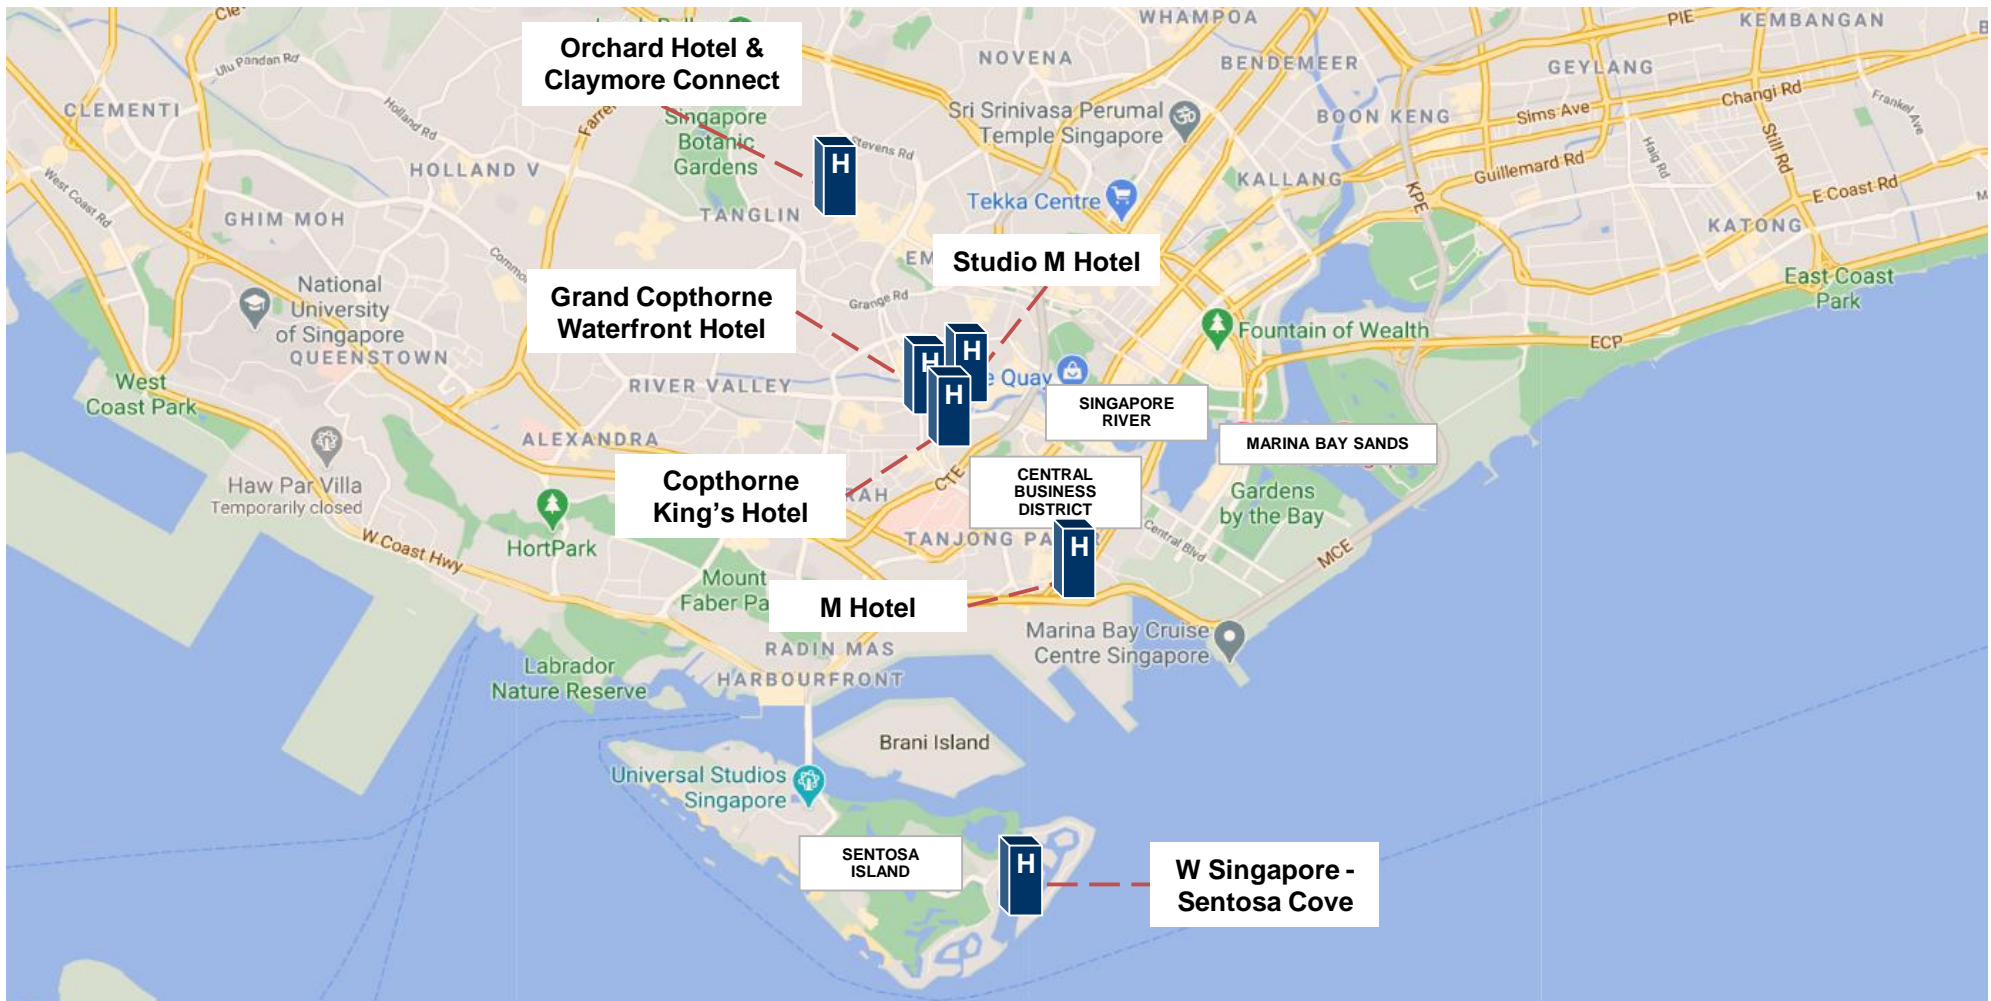 WHAMPOA
PIE
KEMBANGAN
Orchard Hotel &
Claymore Connect
NOVENA
BENDEMEER
GEYLANG
Ulu Pandan Rd
CLEMENTI
Holland Rd
Singapore
Botanic
Gardens
Stevens Rd
H
Sri Srinivasa Perumal
Temple Singapore
BOON KENG
Sims Ave
Changi Rd
Frankel Ave
Still Rd
Haig Rd
Guillemard Rd
E Coast Rd
HOLLAND V
West Coast Rd
GHIM MOH
TANGLIN
Tekka Centre
KALLANG
KPE
KATONG
Studio M Hotel
Grand Copthorne
Waterfront Hotel
Grange Rd
National
University
of Singapore
QUEENSTOWN
East Coast
Park
Fountain of Wealth
ECP
H
H
H
RIVER VALLEY
Quay
West
Coast Park
SINGAPORE
RIVER
MARINA BAY SANDS
ALEXANDRA
Copthorne
King’s Hotel
CTE
CENTRAL
BUSINESS
DISTRICT
Haw Par Villa
Temporarily closed
Gardens
by the Bay
HortPark
W Coast Hwy
TANJONG
H
Central Blvd
MCE
Mount
Faber
M Hotel
Marina Bay Cruise
Centre Singapore
RADIN MAS
HARBOURFRONT
Labrador
Nature Reserve
Brani Island
Universal Studios
Singapore
SENTOSA
ISLAND
H
W Singapore -
Sentosa Cove